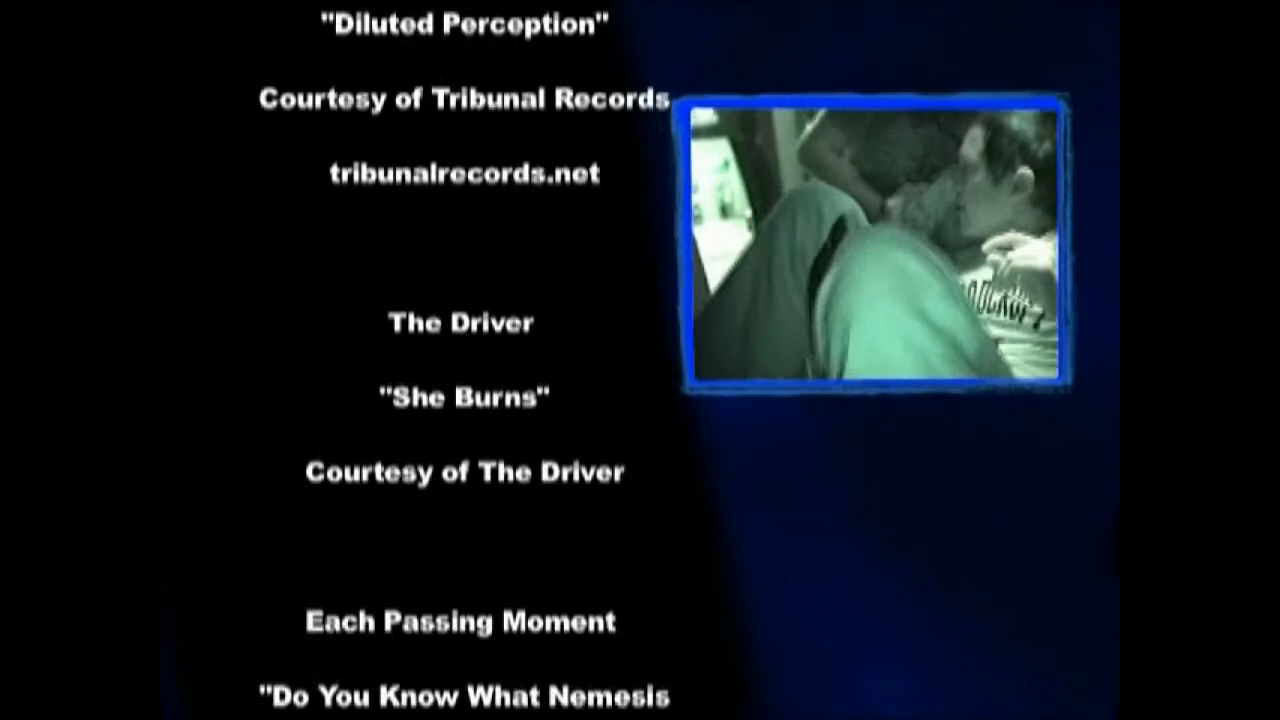 "Diluted Perception"
Courtesy of Tribunal Records
tribunalrecords.net
The Driver
"She Burns"
Courtesy of The Driver
Each Passing Moment
"Do You Know What Nemesis